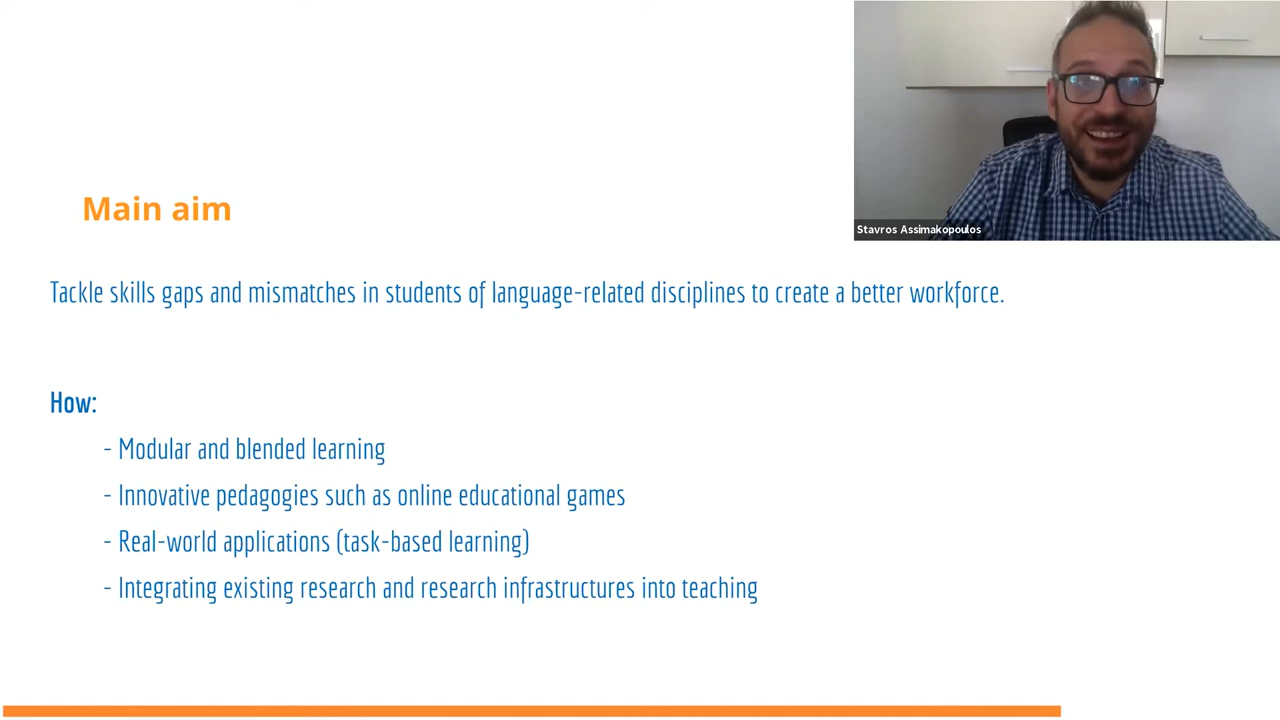 Stavros Assimakopoulos
Main aim
Tackle skills gaps and mismatches in students of language-related disciplines to create a better workforce.
How:
- Modular and blended learning
- Innovative pedagogies such as online educational games
- Real-world applications (task-based learning)
- Integrating existing research and research infrastructures into teaching